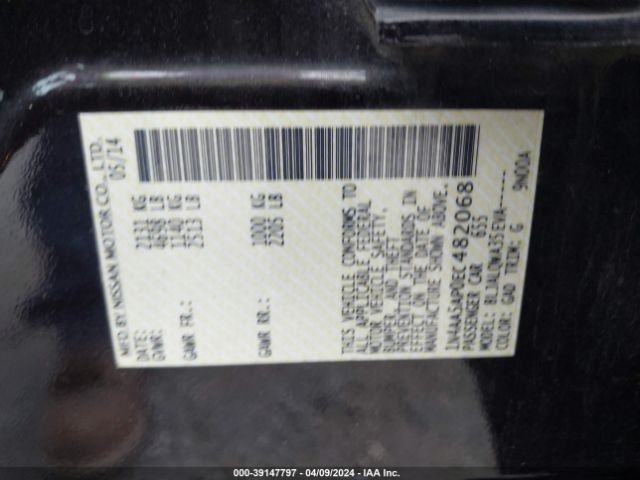 MFD BY NISSAN MOTOR CO., LTD.
DATE: 05/14
GVWR: 2131 KG
4698 LB
GAWR FR.: 1140 KG
2513 LB
GAWR RR.: 1000 KG
2205 LB
THIS VEHICLE CONFORMS TO
ALL APPLICABLE FEDERAL
MOTOR VEHICLE SAFETY,
BUMPER, AND THEFT
PREVENTION STANDARDS IN
EFFECT ON THE DATE OF
MANUFACTURE SHOWN ABOVE.
1N4AA5AP0EC482068
PASSENGER CAR 635
MODEL: BLJALQWA35EVA-----
COLOR: GAD TRIM: G 9N00A
000-39147797 - 04/09/2024 - IAA Inc.